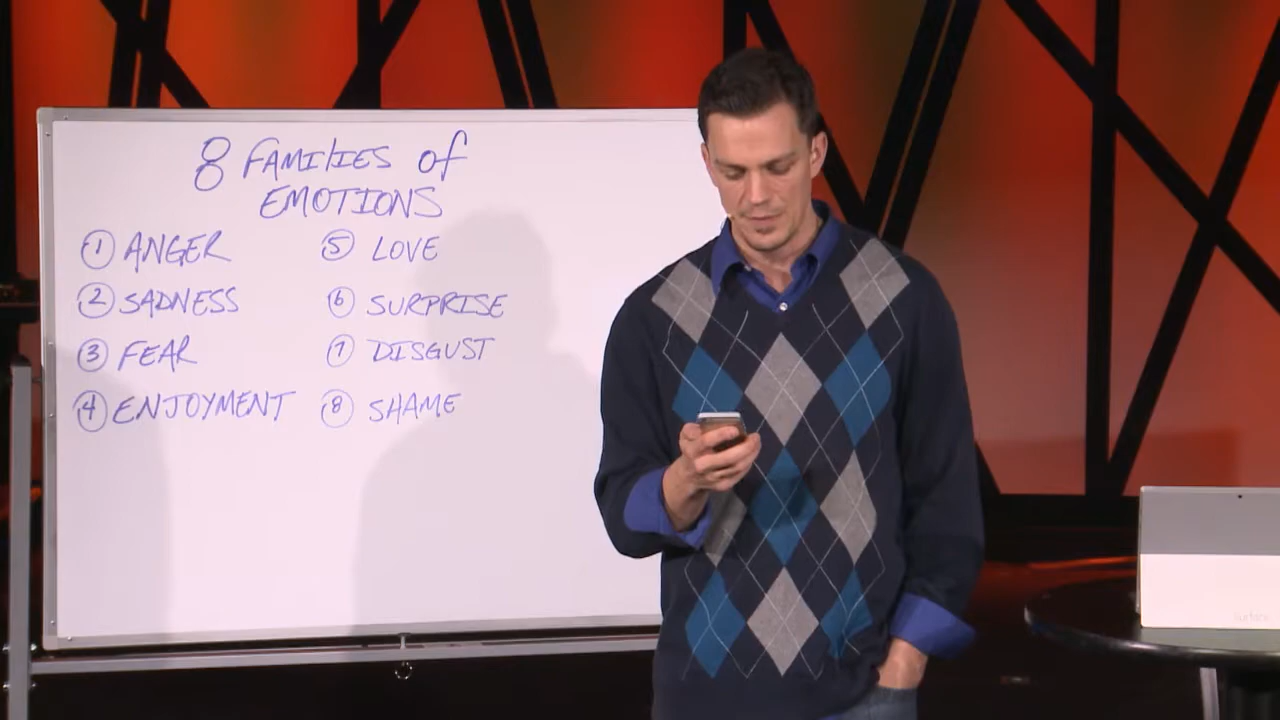 8 FAMILIES of
EMOTIONS
① ANGER
② SADNESS
③ FEAR
④ ENJOYMENT
⑤ LOVE
⑥ SURPRISE
⑦ DISGUST
⑧ SHAME
Surface